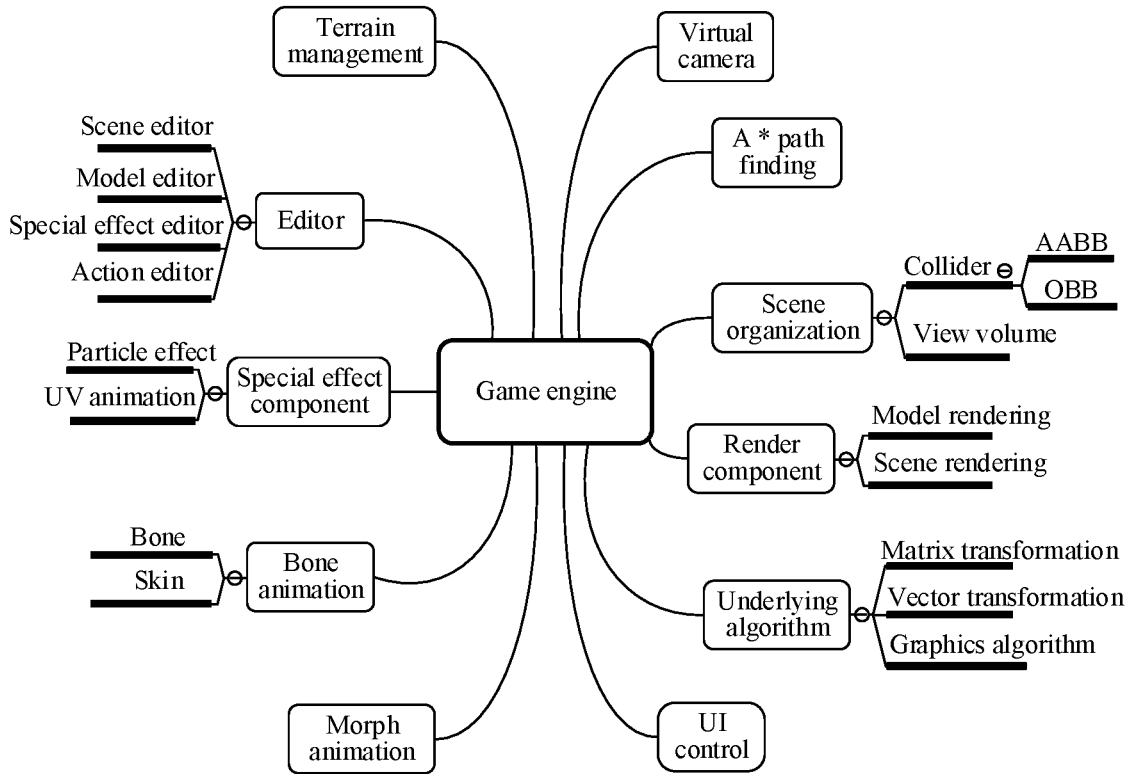 Terrain
management
Virtual
camera
A * path
finding
Scene editor
Model editor
Special effect editor
Action editor
Editor
Scene
organization
Collider
AABB
OBB
View volume
Particle effect
UV animation
Special effect
component
Game engine
Render
component
Model rendering
Scene rendering
Bone
Skin
Bone
animation
Underlying
algorithm
Matrix transformation
Vector transformation
Graphics algorithm
Morph
animation
UI
control